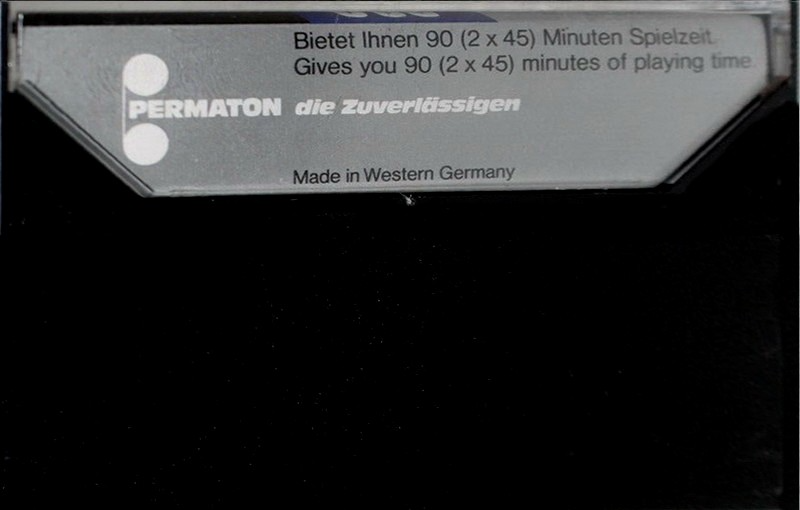 Bietet Ihnen 90 (2 x 45) Minuten Spielzeit.
Gives you 90 (2 x 45) minutes of playing time.
PERMATON die Zuverlässigen
Made in Western Germany